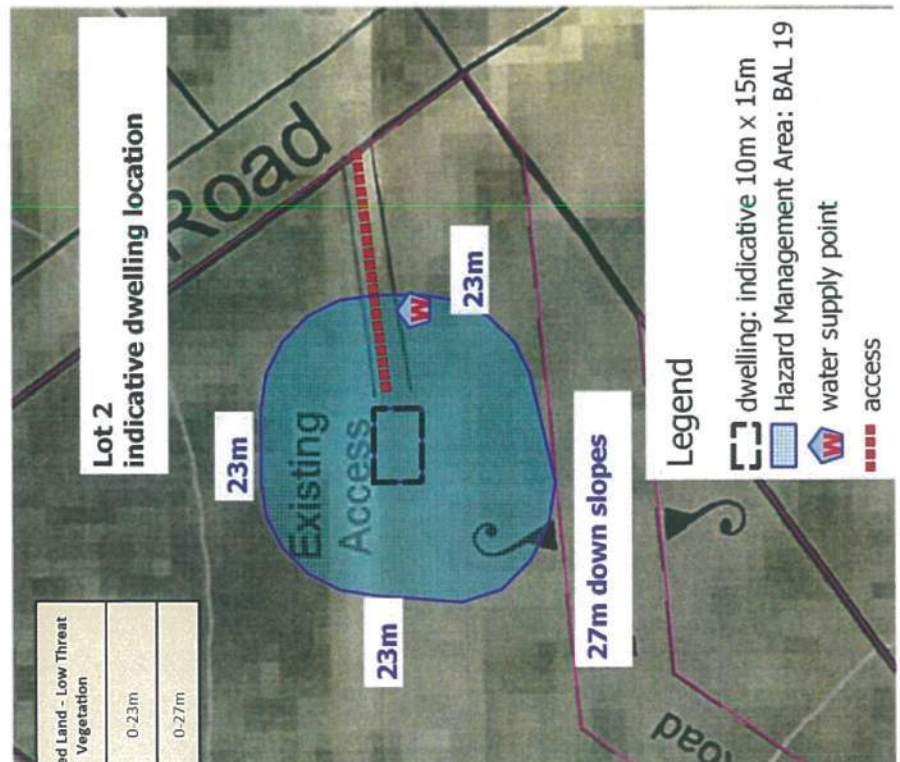 Lot 2
indicative dwelling location
Road
23m
Existing
Access
W
23m
23m
27m down slopes
ed Land - Low Threat
Vegetation
0-23m
0-27m
Road
Legend
dwelling: indicative 10m x 15m
Hazard Management Area: BAL 19
W water supply point
access